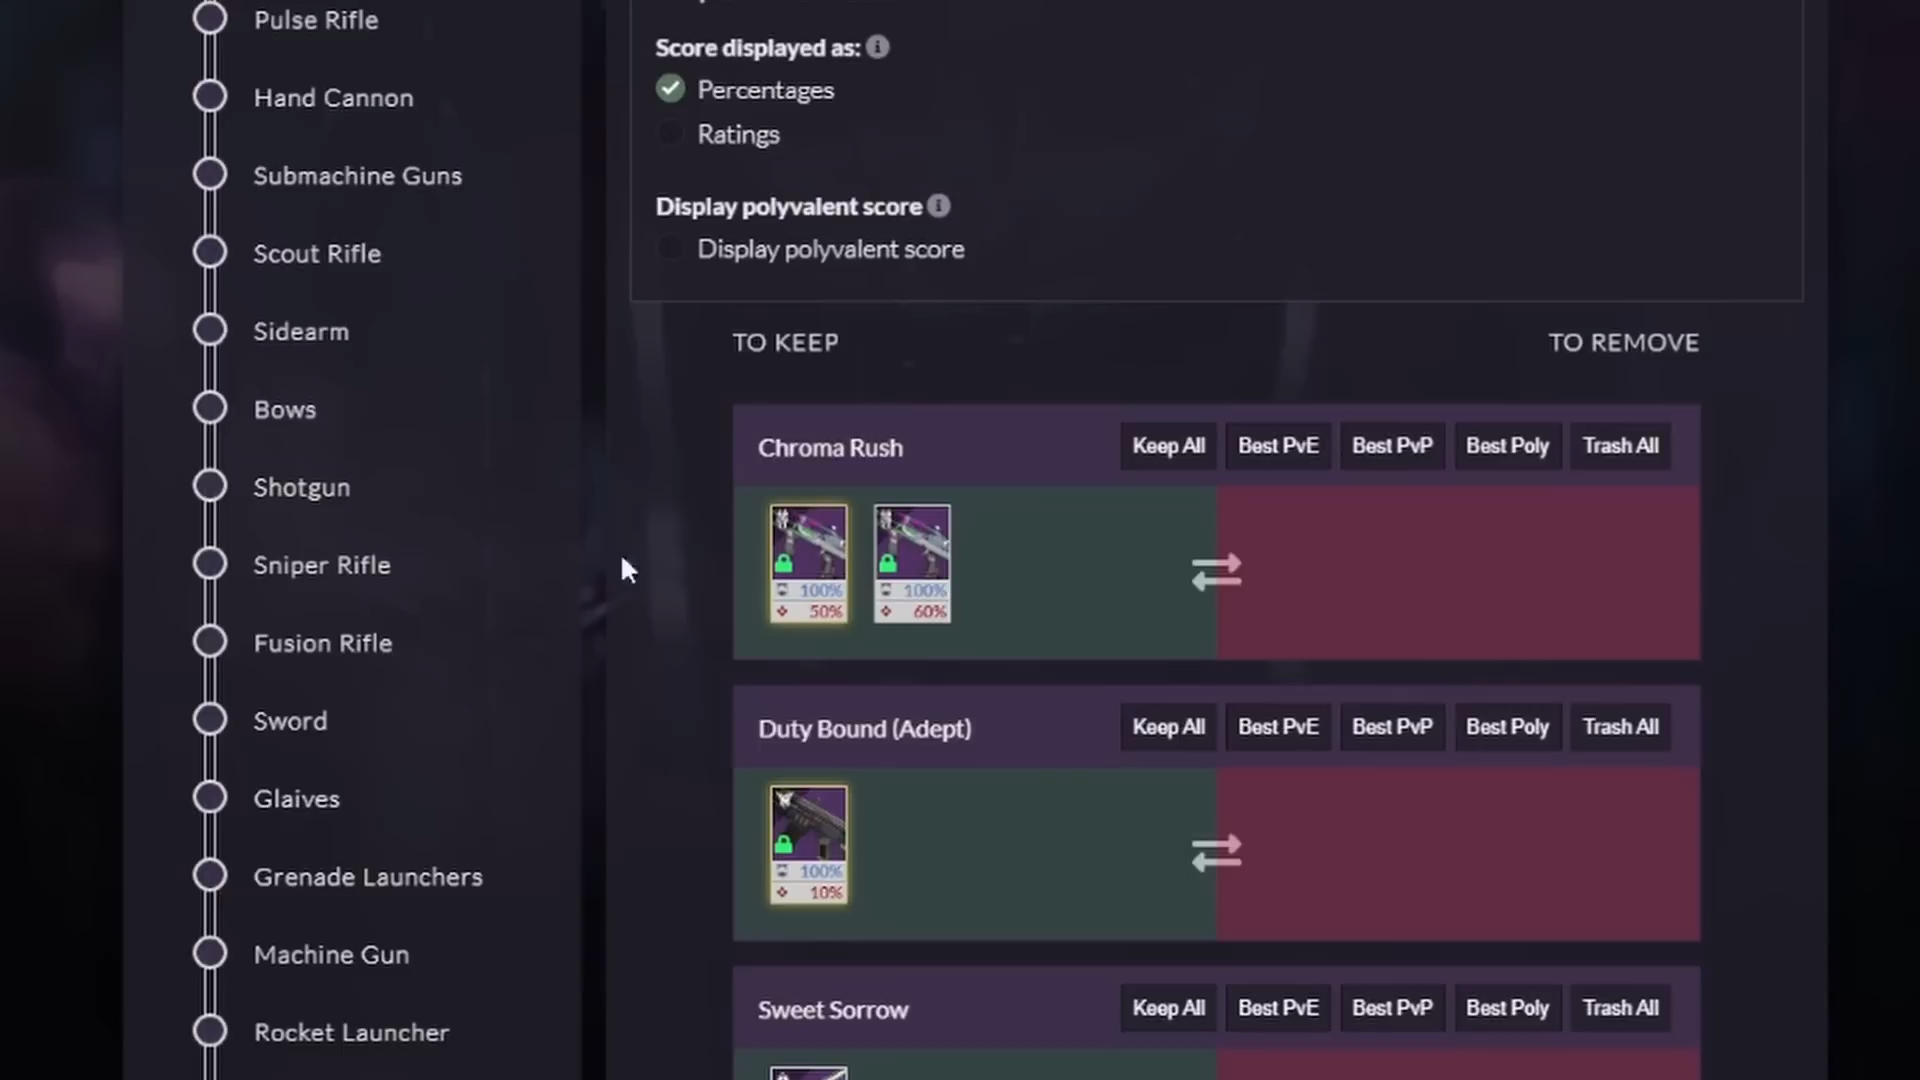 Pulse Rifle
Hand Cannon
Submachine Guns
Scout Rifle
Sidearm
Bows
Shotgun
Sniper Rifle
Fusion Rifle
Sword
Glaives
Grenade Launchers
Machine Gun
Rocket Launcher
Score displayed as:
Percentages
Ratings
Display polyvalent score
Display polyvalent score
TO KEEP
TO REMOVE
Chroma Rush
Keep All Best PvE Best PvP Best Poly Trash All
100% 100%
50% 60%
Duty Bound (Adept)
Keep All Best PvE Best PvP Best Poly Trash All
100%
10%
Sweet Sorrow
Keep All Best PvE Best PvP Best Poly Trash All